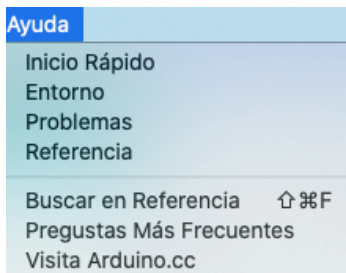 Ayuda
Inicio Rápido
Entorno
Problemas
Referencia
Buscar en Referencia ⇧⌘F
Pregustas Más Frecuentes
Visita Arduino.cc